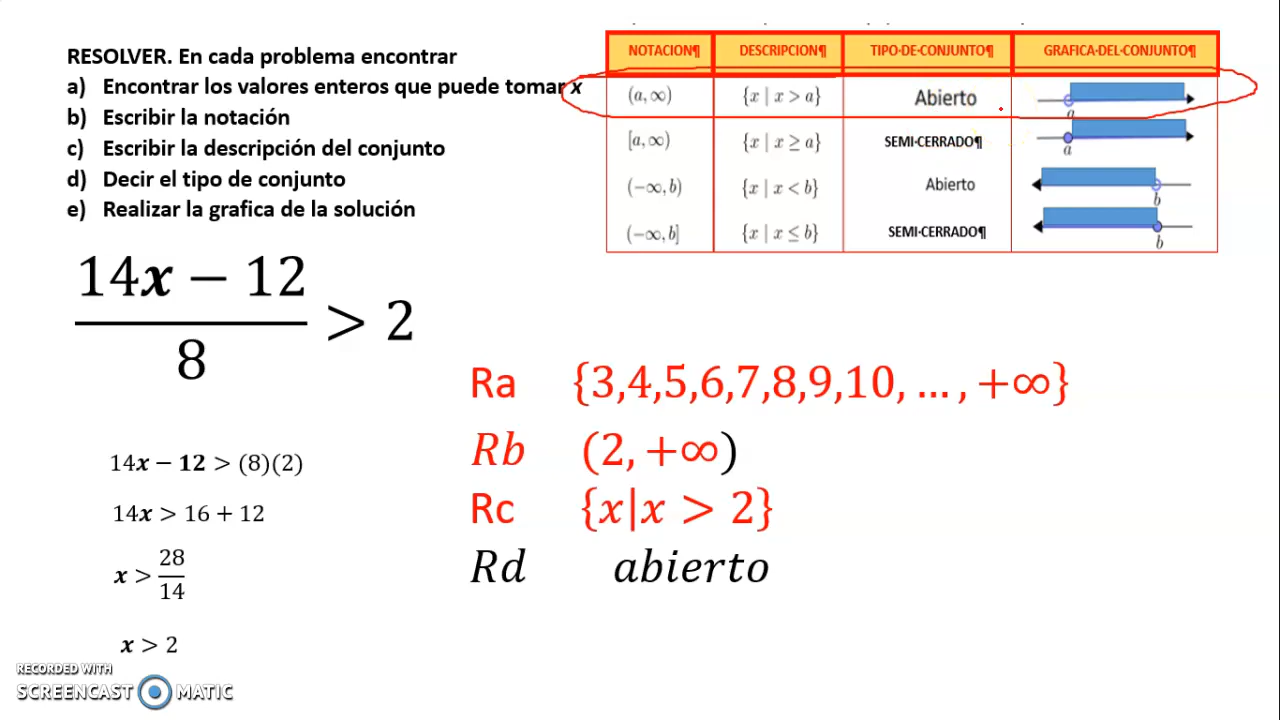 RESOLVER. En cada problema encontrar
a) Encontrar los valores enteros que puede tomar x
b) Escribir la notación
c) Escribir la descripción del conjunto
d) Decir el tipo de conjunto
e) Realizar la grafica de la solución
NOTACION¶ DESCRIPCION¶ TIPO·DE·CONJUNTO¶ GRAFICA·DEL·CONJUNTO¶
(a, ∞) {x | x > a} Abierto a
[a, ∞) {x | x ≥ a} SEMI·CERRADO¶ a
(−∞, b) {x | x < b} Abierto b
(−∞, b] {x | x ≤ b} SEMI·CERRADO¶ b
14x − 12
> 2
8
14x − 12 > (8)(2)
14x > 16 + 12
x > 28/14
x > 2
Ra {3,4,5,6,7,8,9,10, … , +∞}
Rb (2, +∞)
Rc {x|x > 2}
Rd abierto
RECORDED WITH
SCREENCAST MATIC